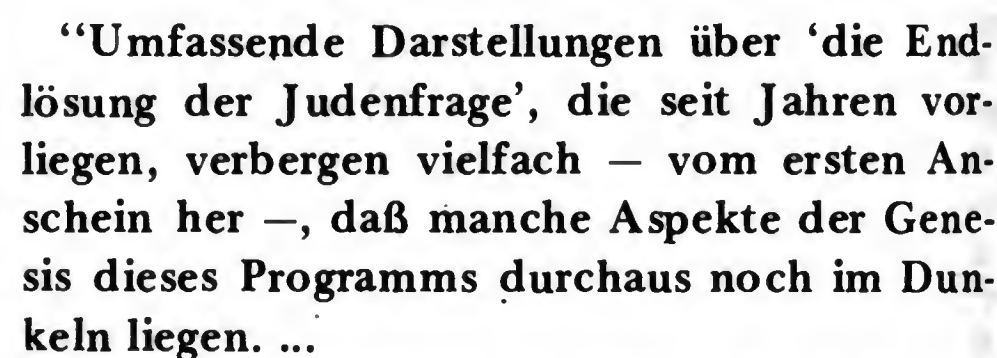 “Umfassende Darstellungen über ‘die End-
lösung der Judenfrage’, die seit Jahren vor-
liegen, verbergen vielfach — vom ersten An-
schein her —, daß manche Aspekte der Gene-
sis dieses Programms durchaus noch im Dun-
keln liegen. ...